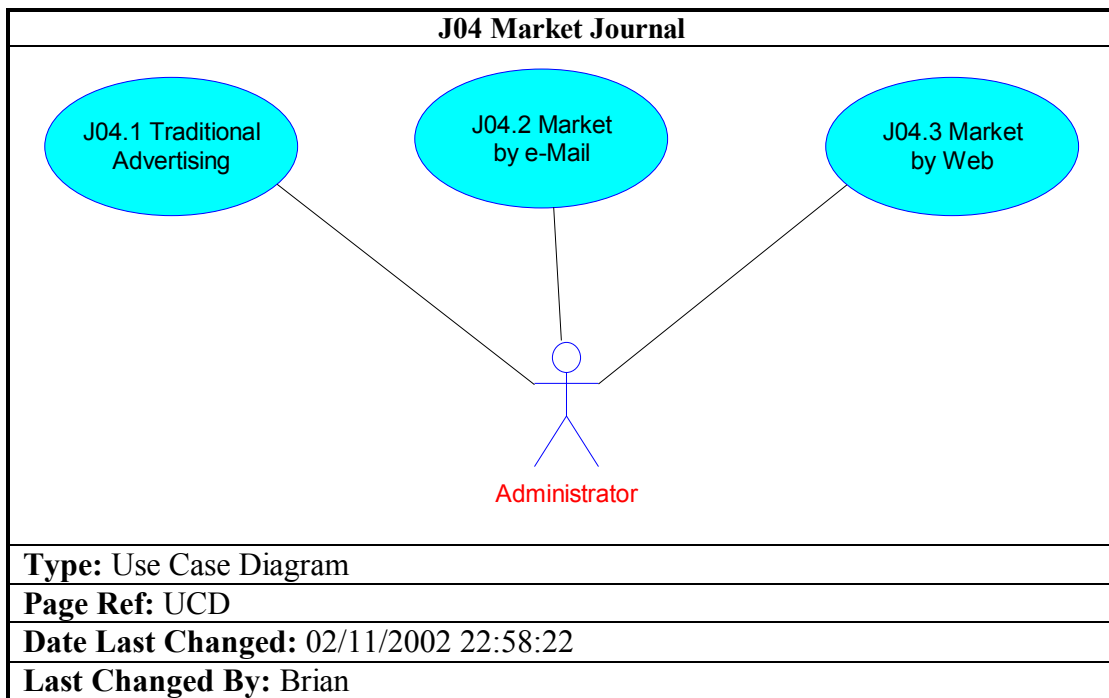 J04 Market Journal
J04.1 Traditional
Advertising
J04.2 Market
by e-Mail
J04.3 Market
by Web
Administrator
Type: Use Case Diagram
Page Ref: UCD
Date Last Changed: 02/11/2002 22:58:22
Last Changed By: Brian